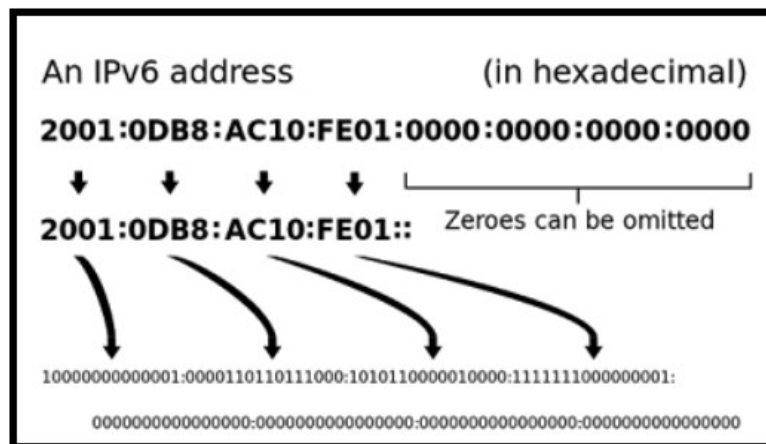 An IPv6 address (in hexadecimal)
2001:0DB8:AC10:FE01:0000:0000:0000:0000
2001:0DB8:AC10:FE01:: Zeroes can be omitted
10000000000001:0000110110111000:1010110000010000:1111111000000001:
0000000000000000:0000000000000000:0000000000000000:0000000000000000